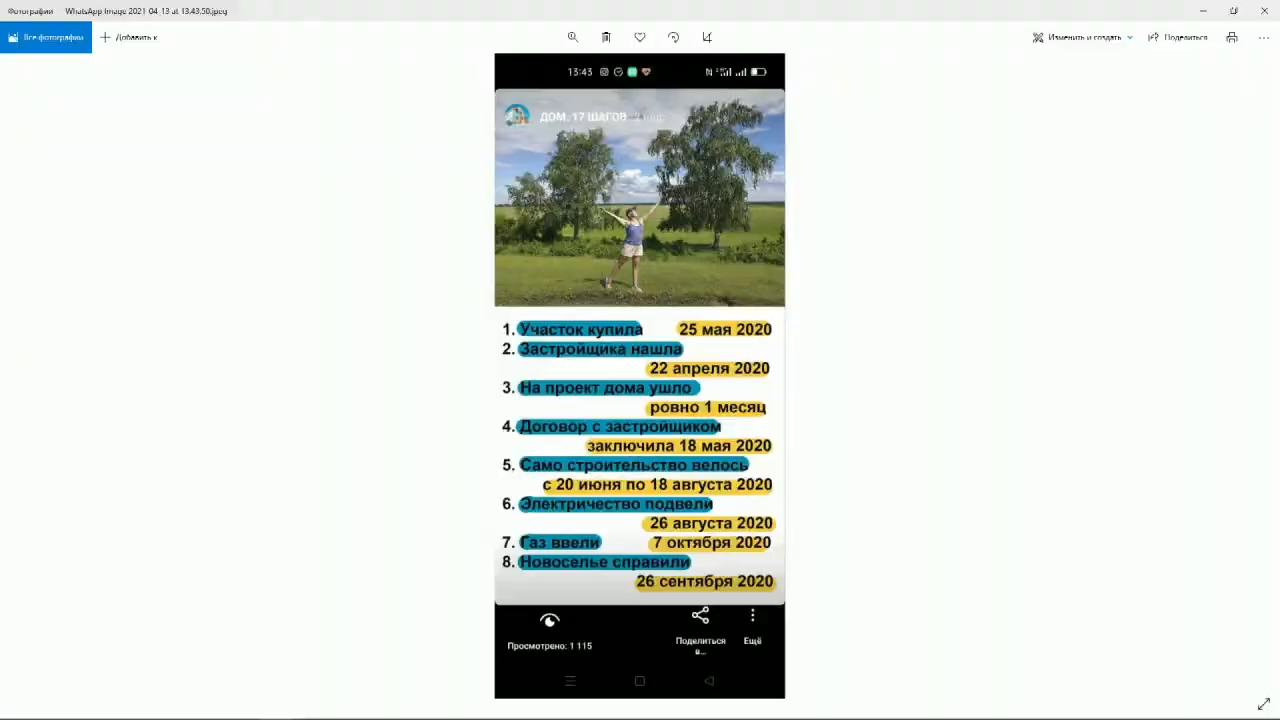 Фотографии WhatsApp Image 2021-04-13 at 13.43.50.jpeg
Все фотографии
Добавить к
Изменить и создать
Поделиться
13:43
ДОМ. 17 ШАГОВ
1. Участок купила 25 мая 2020
2. Застройщика нашла
22 апреля 2020
3. На проект дома ушло
ровно 1 месяц
4. Договор с застройщиком
заключила 18 мая 2020
5. Само строительство велось
с 20 июня по 18 августа 2020
6. Электричество подвели
26 августа 2020
7. Газ ввели 7 октября 2020
8. Новоселье справили
26 сентября 2020
Просмотрено: 1 115
Поделиться
в...
Ещё